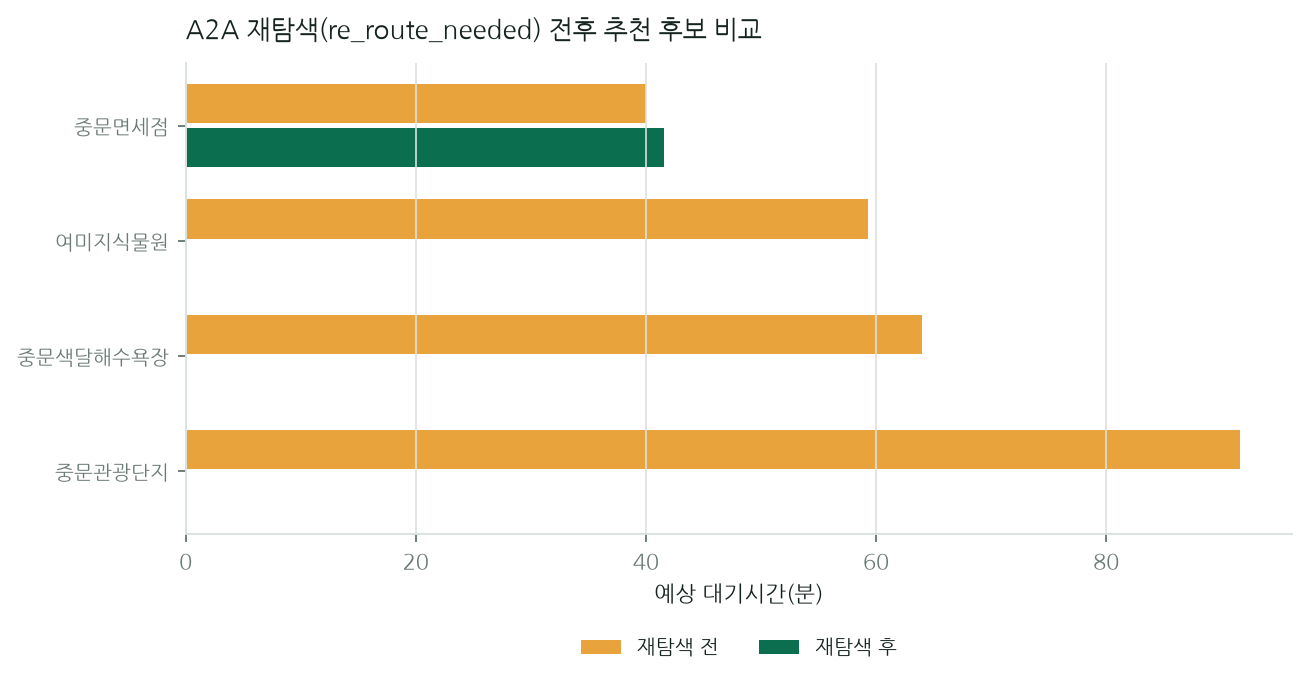 A2A 재탐색(re_route_needed) 전후 추천 후보 비교
중문면세점
여미지식물원
중문색달해수욕장
중문관광단지
0 20 40 60 80
예상 대기시간(분)
재탐색 전 재탐색 후